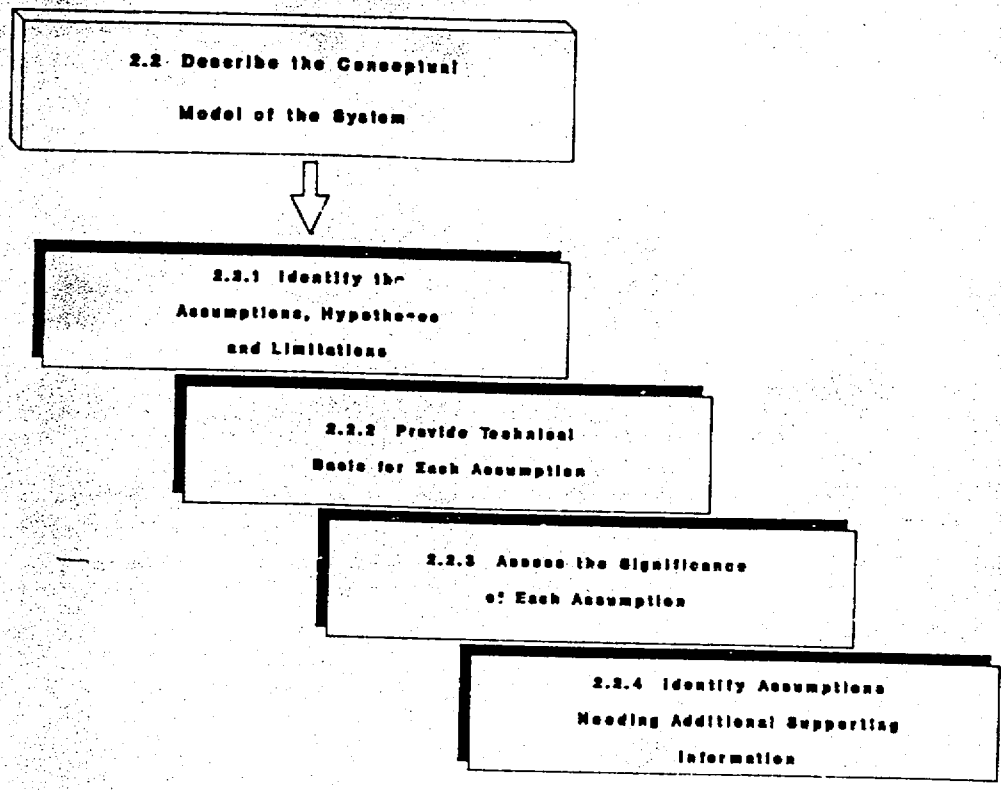 2.2 Describe the Conceptual
Model of the System
2.2.1 Identify the
Assumptions, Hypotheses
and Limitations
2.2.2 Provide Technical
Basis for Each Assumption
2.2.3 Assess the Significance
of Each Assumption
2.2.4 Identify Assumptions
Needing Additional Supporting
Information